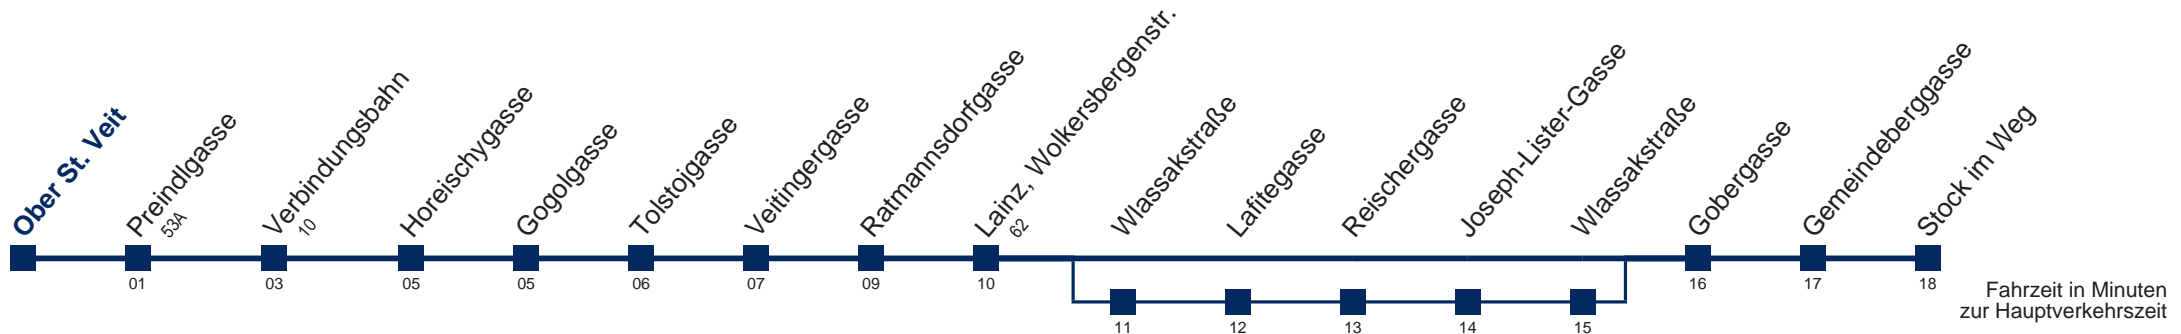 Ober St. Veit
Preindlgasse
53A
Verbindungsbahn
10
Horeischygasse
Gogolgasse
Tolstojgasse
Veitingergasse
Ratmannsdorfgasse
Lainz, Wolkersbergenstr.
62
Wlassakstraße
Lafitegasse
Reischergasse
Joseph-Lister-Gasse
Wlassakstraße
Gobergasse
Gemeindeberggasse
Stock im Weg
01
03
05
05
06
07
09
10
16
17
18
11
12
13
14
15
Fahrzeit in Minuten
zur Hauptverkehrszeit